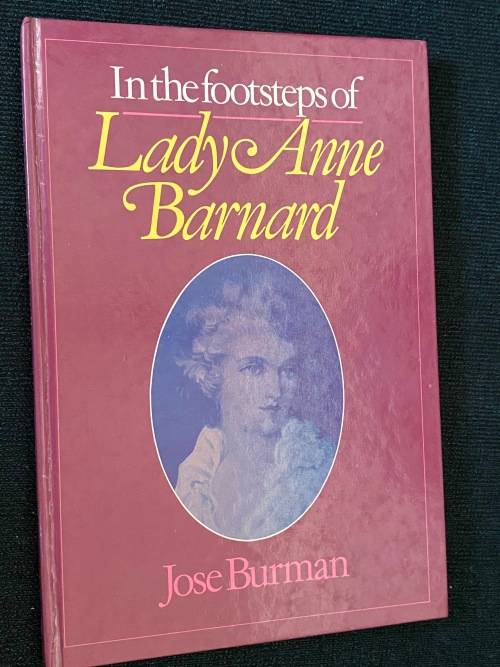 In the footsteps of
Lady Anne
Barnard
Jose Burman